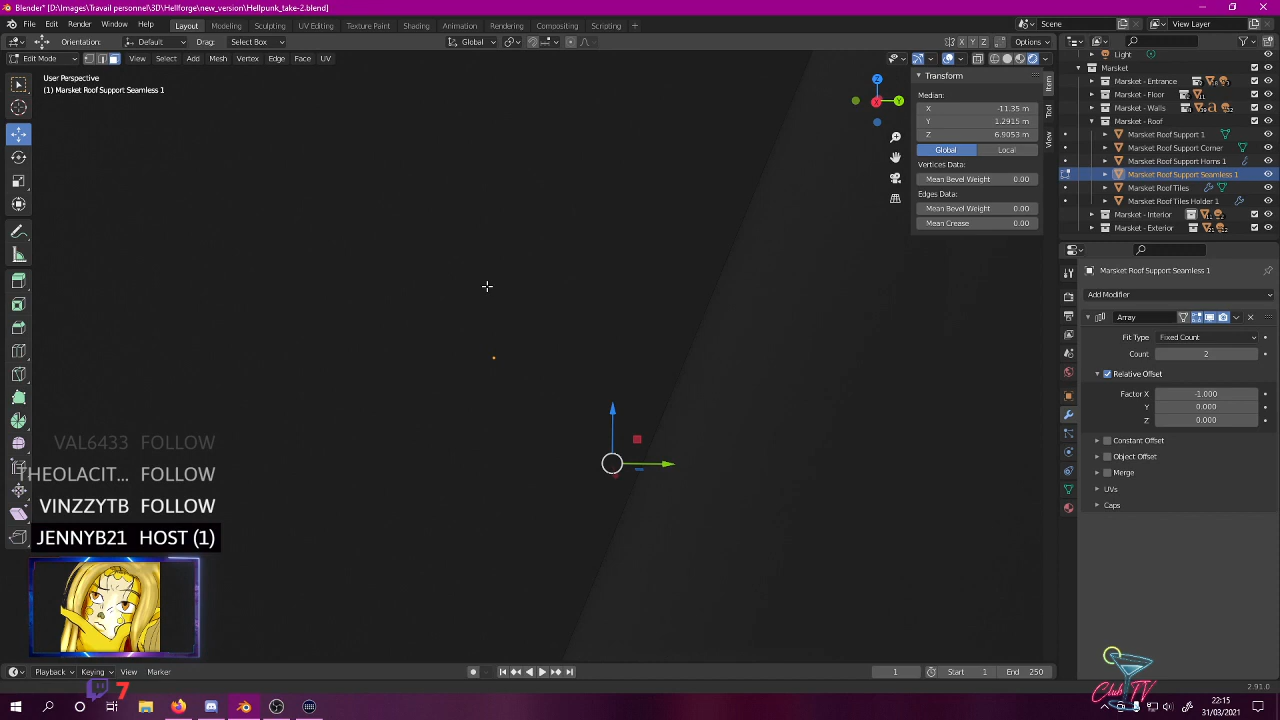 Blender* [D:\Images\Travail personnel\3D\Hellforge\new_version\Hellpunk_take-2.blend]
File Edit Render Window Help Layout Modeling Sculpting UV Editing Texture Paint Shading Animation Rendering Compositing Scripting Scene View Layer
Orientation: Default Drag: Select Box Global X Y Z Options
Edit Mode View Select Add Mesh Vertex Edge Face UV
User Perspective
(1) Marsket Roof Support Seamless 1
Z
X
Y
Transform
Median:
X -11.35 m
Y 1.2915 m
Z 6.9053 m
Global Local
Vertices Data:
Mean Bevel Weight 0.00
Edges Data:
Mean Bevel Weight 0.00
Mean Crease 0.00
Item
Tool
View
Light
Marsket
Marsket - Entrance
Marsket - Floor
Marsket - Walls
Marsket - Roof
Marsket Roof Support 1
Marsket Roof Support Corner
Marsket Roof Support Horns 1
Marsket Roof Support Seamless 1
Marsket Roof Tiles
Marsket Roof Tiles Holder 1
Marsket - Interior
Marsket - Exterior
Marsket Roof Support Seamless 1
Add Modifier
Array
Fit Type Fixed Count
Count 2
Relative Offset
Factor X -1.000
Y 0.000
Z 0.000
Constant Offset
Object Offset
Merge
UVs
Caps
VAL6433 FOLLOW
THEOLACIT... FOLLOW
VINZZYTB FOLLOW
JENNYB21 HOST (1)
Playback Keying View Marker 1 Start 1 End 250
2.91.0
7
Club TV
22:15
31/03/2021